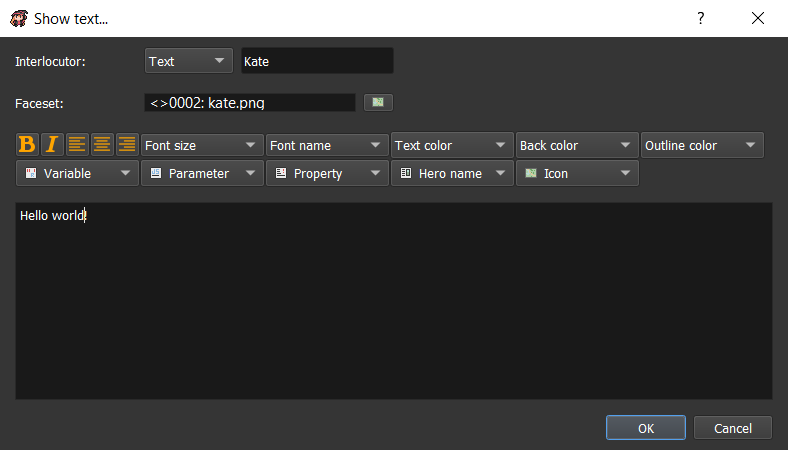 Show text...
?
Interlocutor: Text Kate
Faceset: <>0002: kate.png
B I Font size Font name Text color Back color Outline color
Variable Parameter Property Hero name Icon
Hello world!
OK Cancel